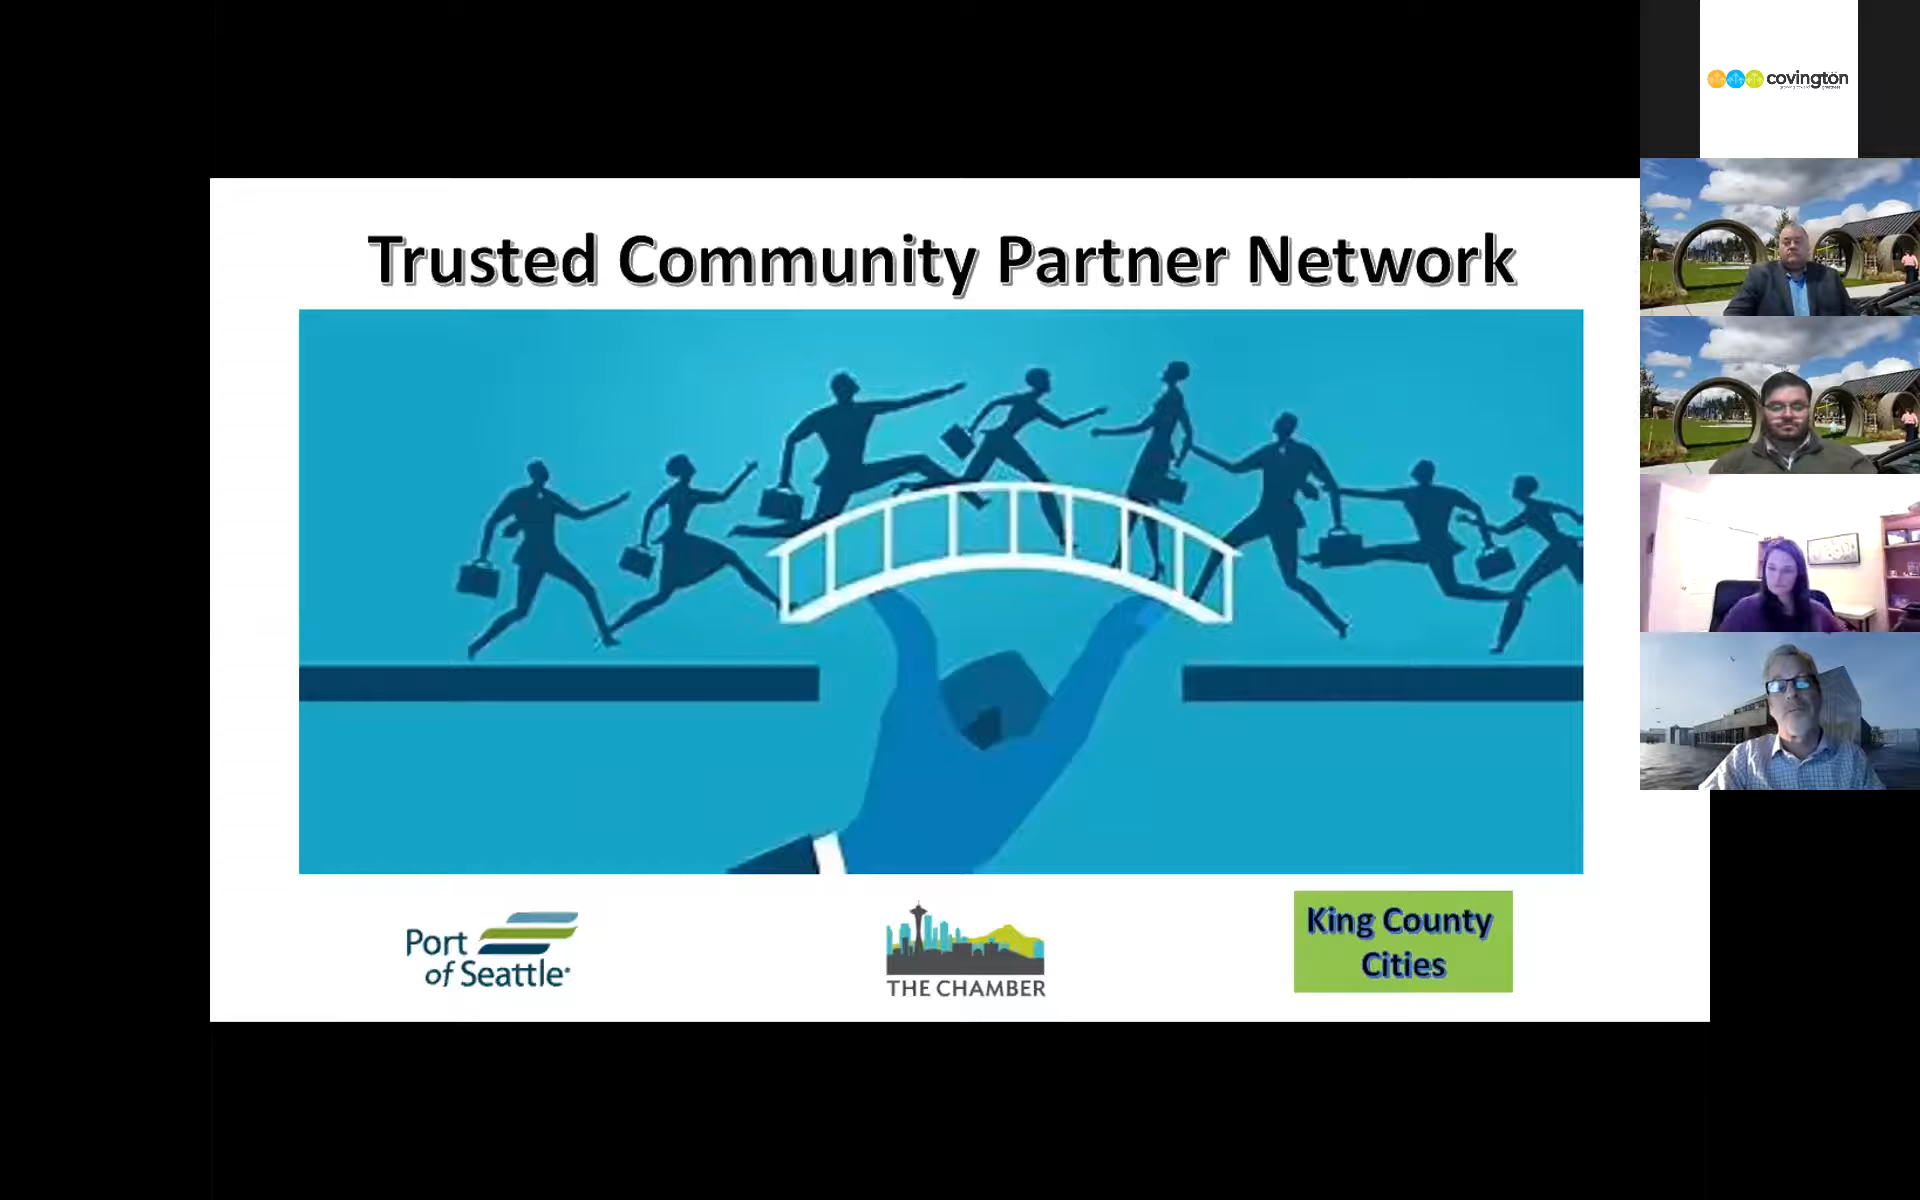 covington
Trusted Community Partner Network
Port
of Seattle
THE CHAMBER
King County
Cities